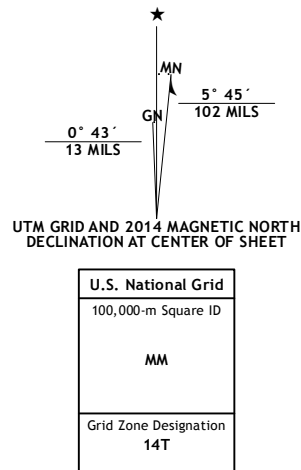 ★
MN
5° 45´
102 MILS
GN
0° 43´
13 MILS
UTM GRID AND 2014 MAGNETIC NORTH
DECLINATION AT CENTER OF SHEET
U.S. National Grid
100,000-m Square ID
MM
Grid Zone Designation
14T